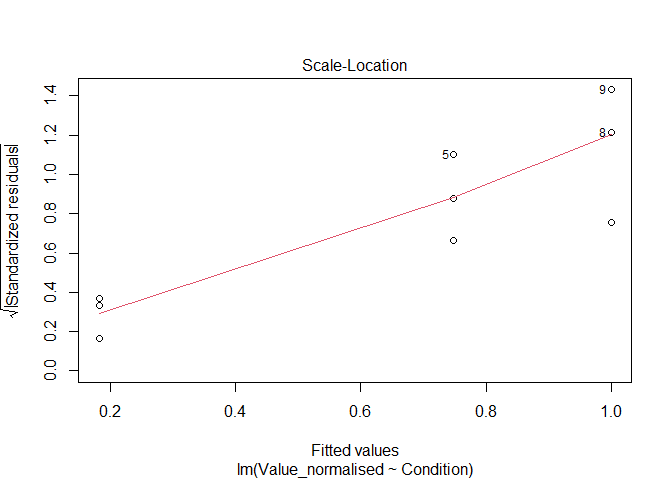 Scale-Location
√|Standardized residuals|
1.4
1.2
1.0
0.8
0.6
0.4
0.2
0.0
9
8
5
0.2 0.4 0.6 0.8 1.0
Fitted values
lm(Value_normalised ~ Condition)